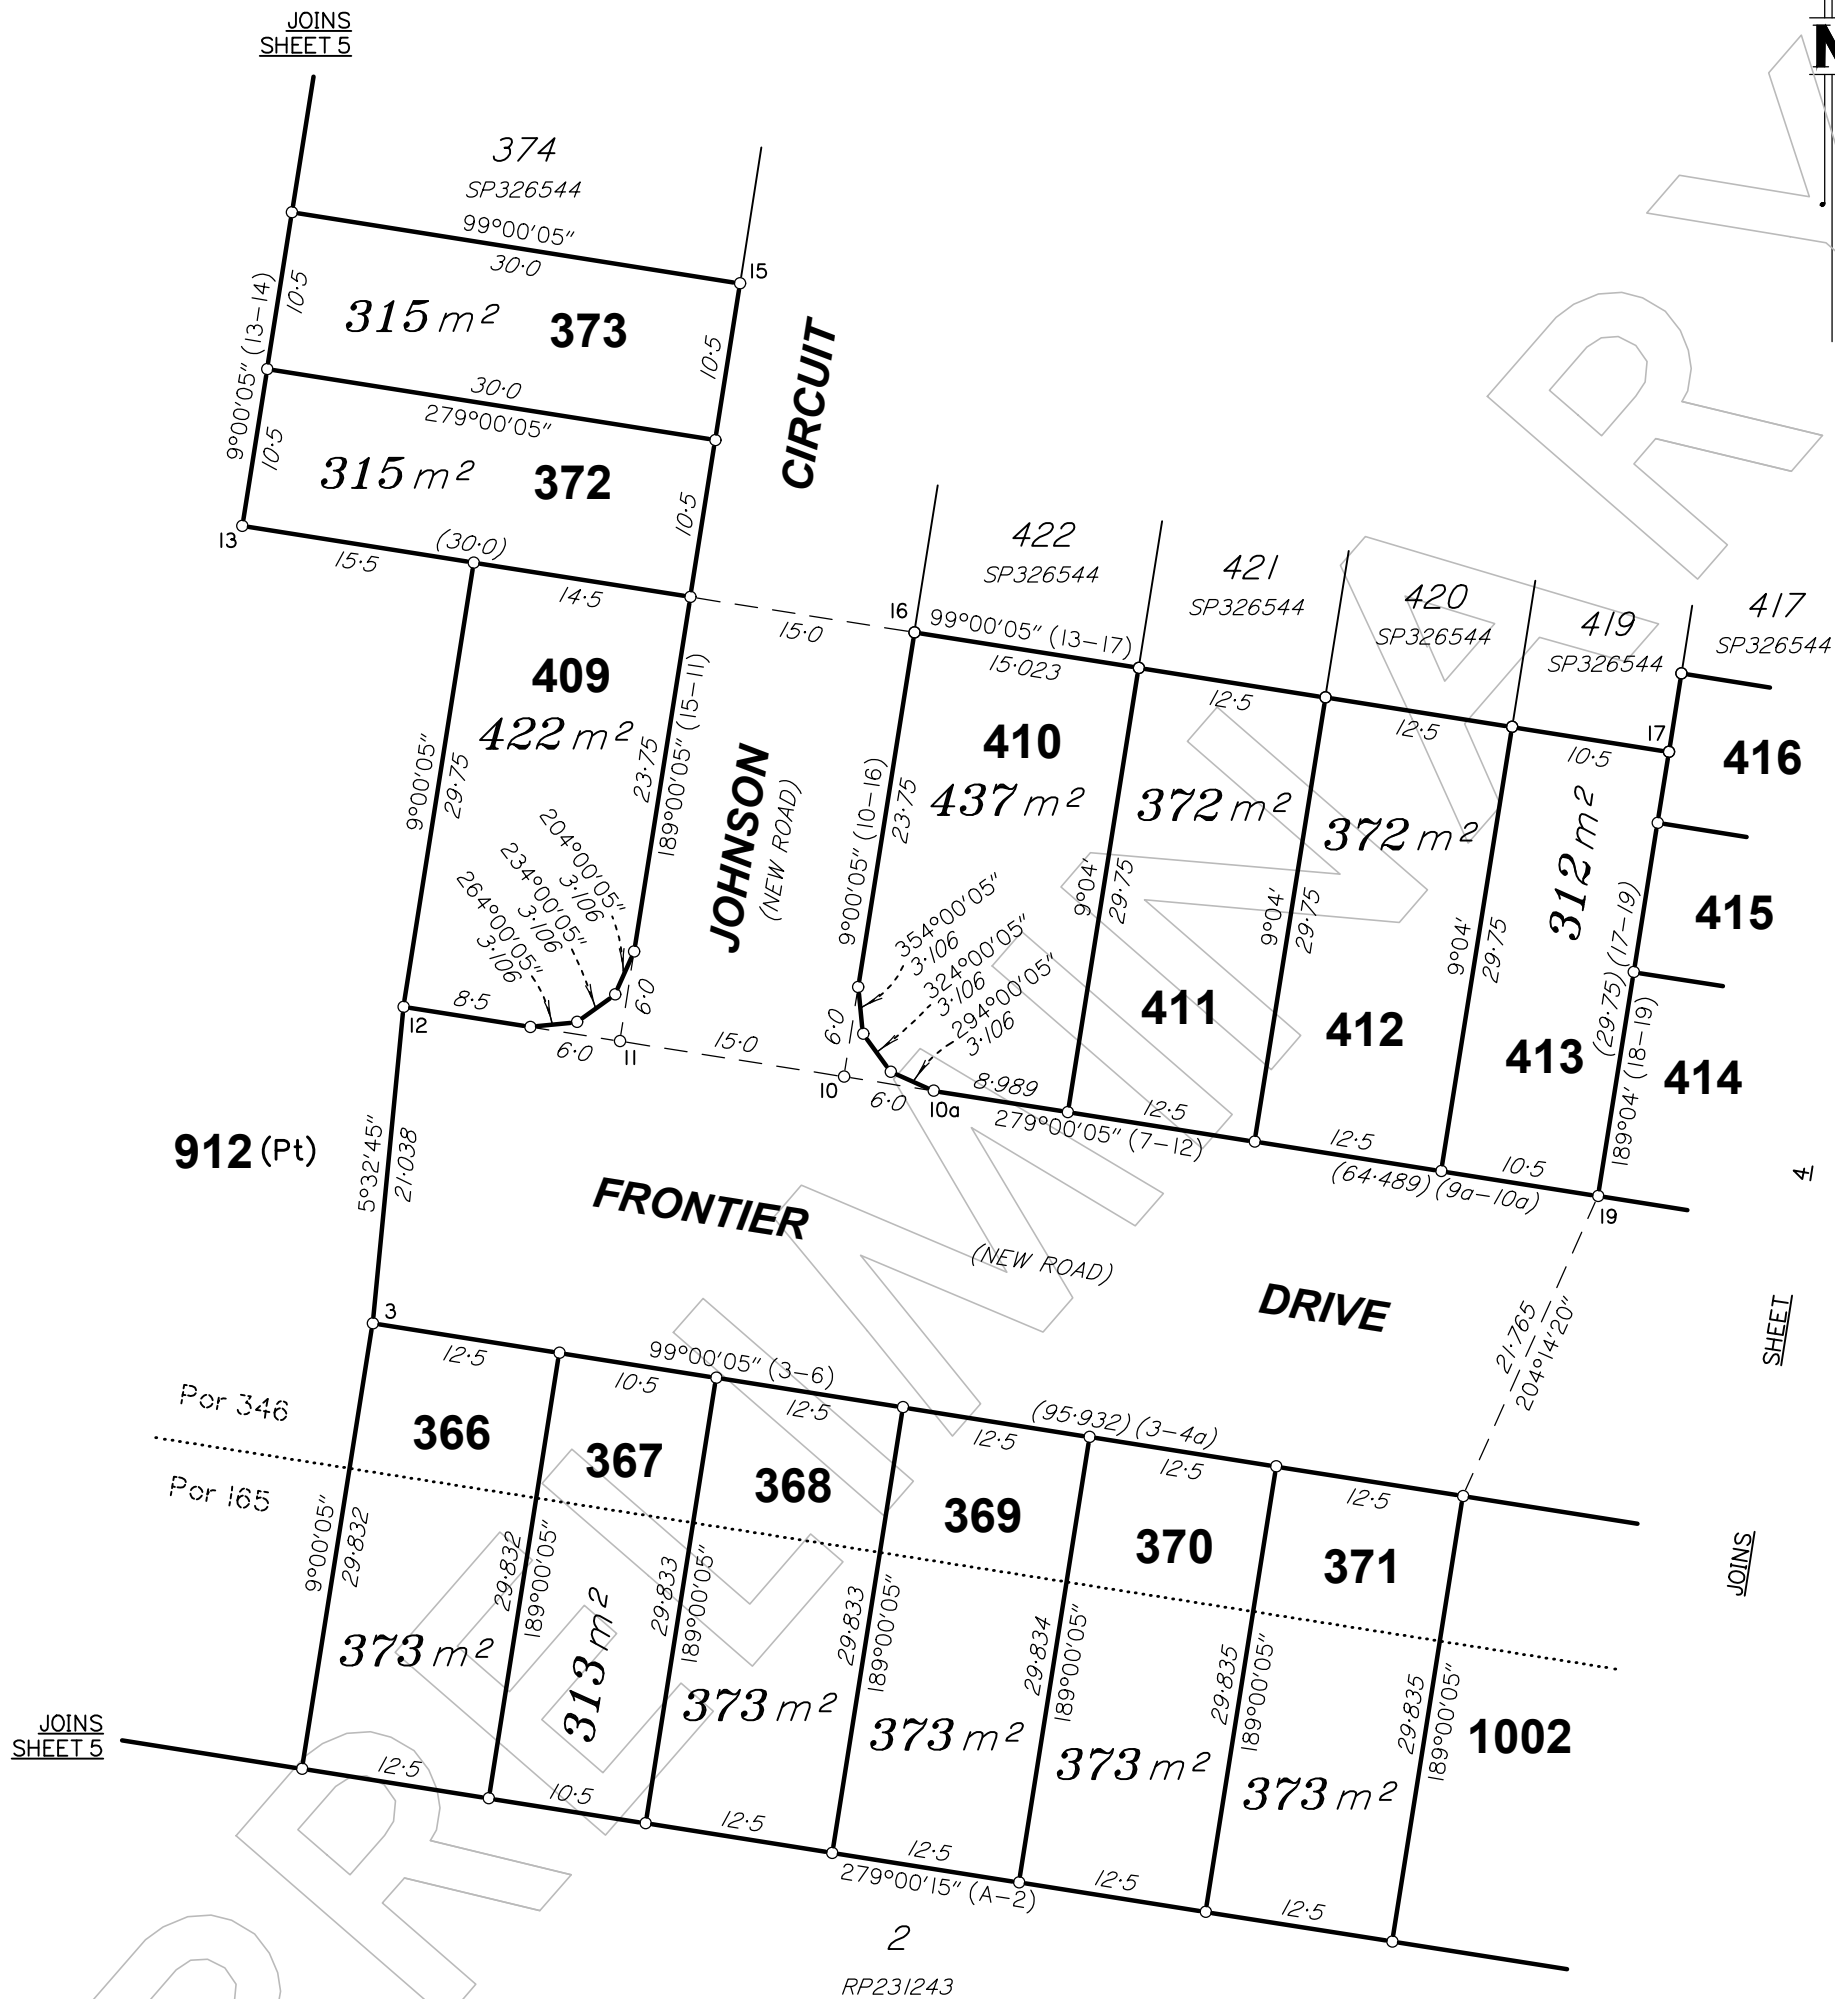 JOINS
SHEET 5
N
374
SP326544
99°00'05"
30·0
15
9°00'05" (13–14)
10·5
315 m²
373
10·5
CIRCUIT
30·0
279°00'05"
10·5
315 m²
372
10·5
13
(30·0)
15·5
14·5
15·0
422
SP326544
421
SP326544
420
SP326544
419
SP326544
417
SP326544
16
99°00'05" (13–17)
15·023
12·5
12·5
10·5
17
409
422 m²
9°00'05"
29·75
23·75
189°00'05" (15–11)
204°00'05"
3·106
234°00'05"
3·106
264°00'05"
3·106
JOHNSON
(NEW ROAD)
9°00'05" (10–16)
23·75
410
437 m²
354°00'05"
3·106
324°00'05"
3·106
294°00'05"
3·106
9°04'
29·75
372 m²
411
9°04'
29·75
372 m²
412
9°04'
29·75
312 m²
413
(29·75) (17–19)
189°04' (18–19)
416
415
414
12
8·5
6·0
6·0
11
15·0
10
6·0
6·0
10a
8·989
279°00'05" (7–12)
12·5
12·5
(64·489) (9a–10a)
10·5
19
912 (Pt)
5°32'45"
21·038
FRONTIER
(NEW ROAD)
DRIVE
21·765
204°14'20"
JOINS
SHEET
4
3
12·5
99°00'05" (3–6)
10·5
12·5
12·5
(95·932) (3–4a)
12·5
12·5
Por 346
Por 165
366
367
368
369
370
371
9°00'05"
29·832
373 m²
29·832
189°00'05"
313 m²
29·833
189°00'05"
373 m²
29·833
189°00'05"
373 m²
29·834
189°00'05"
373 m²
29·835
189°00'05"
373 m²
29·835
189°00'05"
1002
JOINS
SHEET 5
12·5
10·5
12·5
12·5
279°00'15" (A–2)
12·5
12·5
2
RP231243
PRELIMINARY